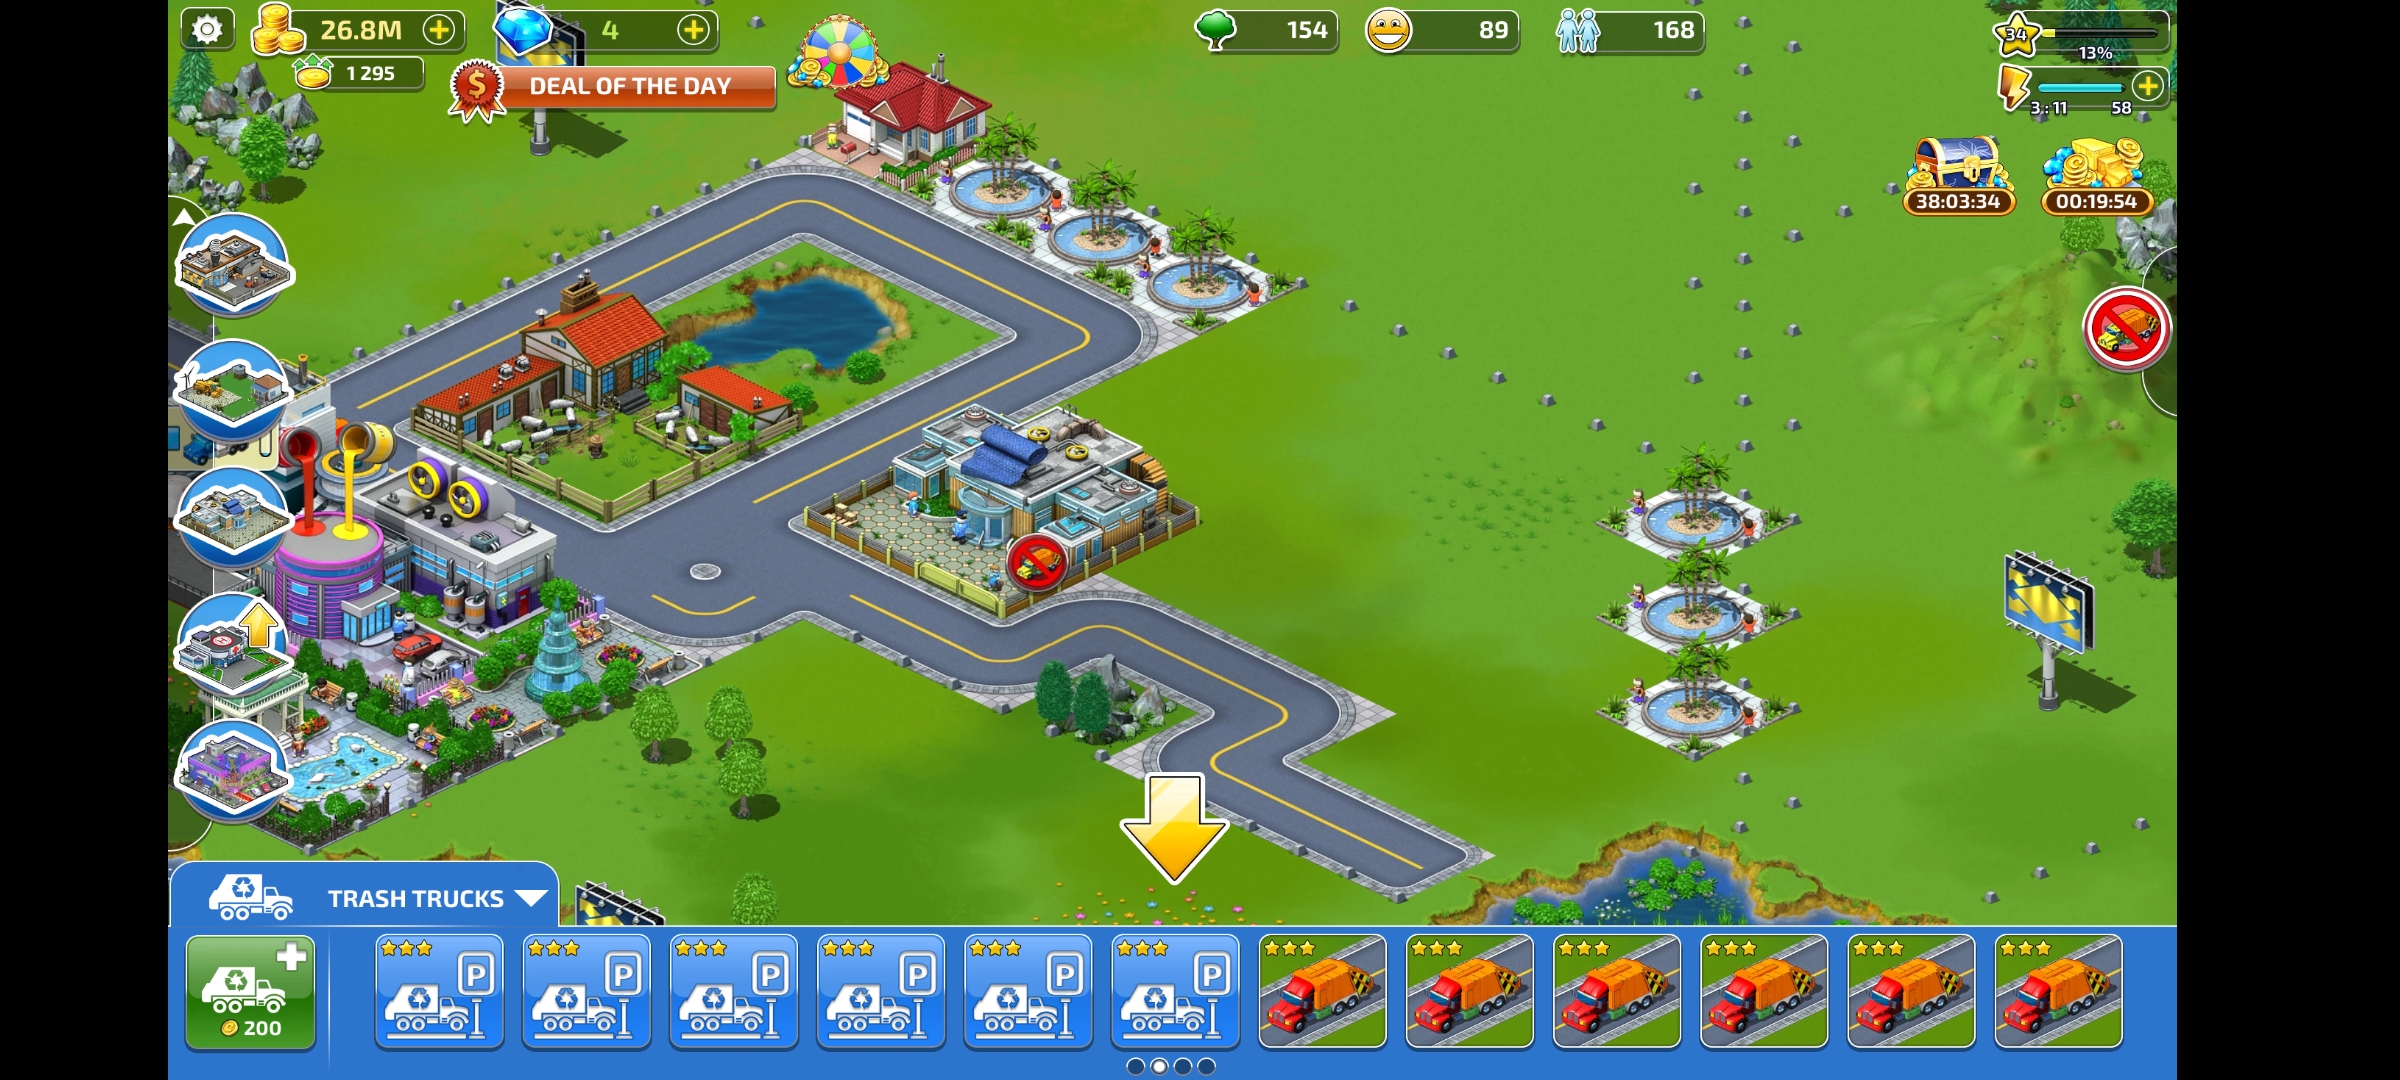 26.8M
4
154
89
168
34
13%
1 295
DEAL OF THE DAY
3:11
58
38:03:34
00:19:54
TRASH TRUCKS
200
P
P
P
P
P
P